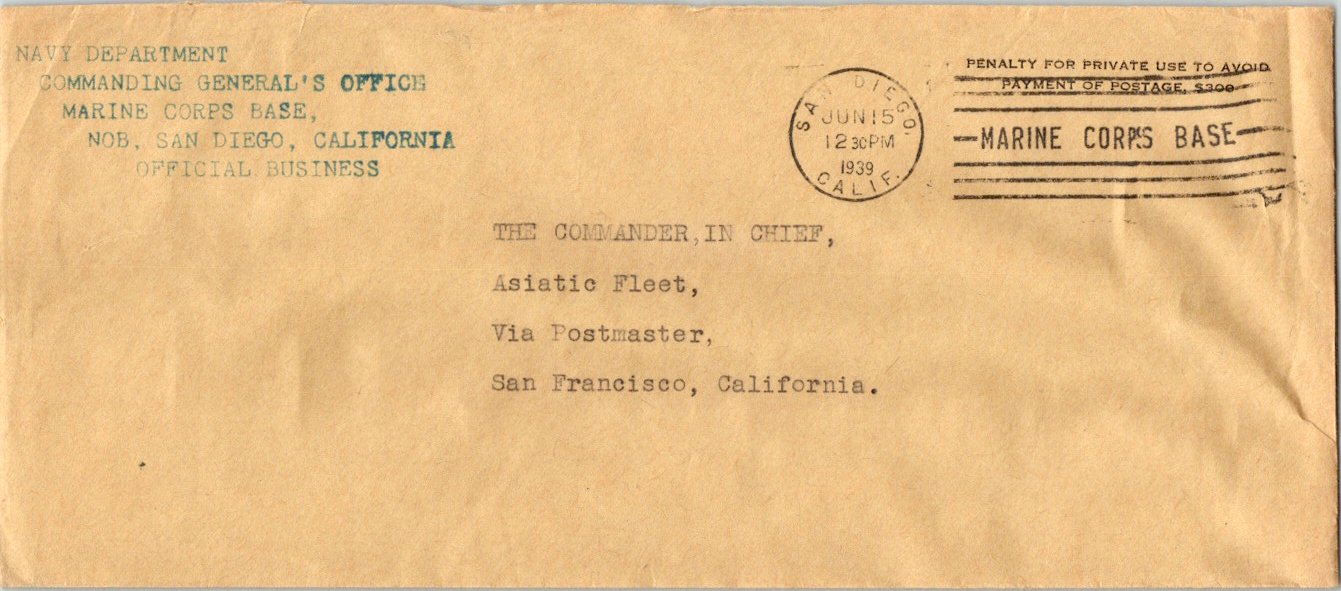 NAVY DEPARTMENT
COMMANDING GENERAL'S OFFICE
MARINE CORPS BASE,
NOB, SAN DIEGO, CALIFORNIA
OFFICIAL BUSINESS
SAN DIEGO.
JUN 15
12 30 PM
1939
CALIF.
PENALTY FOR PRIVATE USE TO AVOID
PAYMENT OF POSTAGE, $300
MARINE CORPS BASE
THE COMMANDER,IN CHIEF,
Asiatic Fleet,
Via Postmaster,
San Francisco, California.